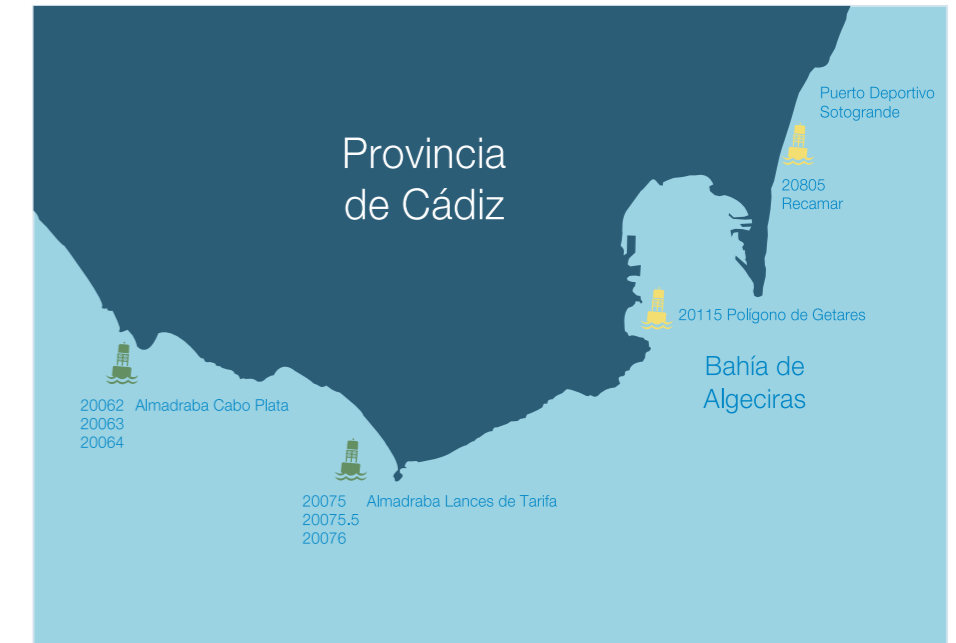 Puerto Deportivo
Sotogrande
Provincia
de Cádiz
20805
Recamar
20115 Polígono de Getares
Bahía de
Algeciras
20062 Almadraba Cabo Plata
20063
20064
20075 Almadraba Lances de Tarifa
20075.5
20076